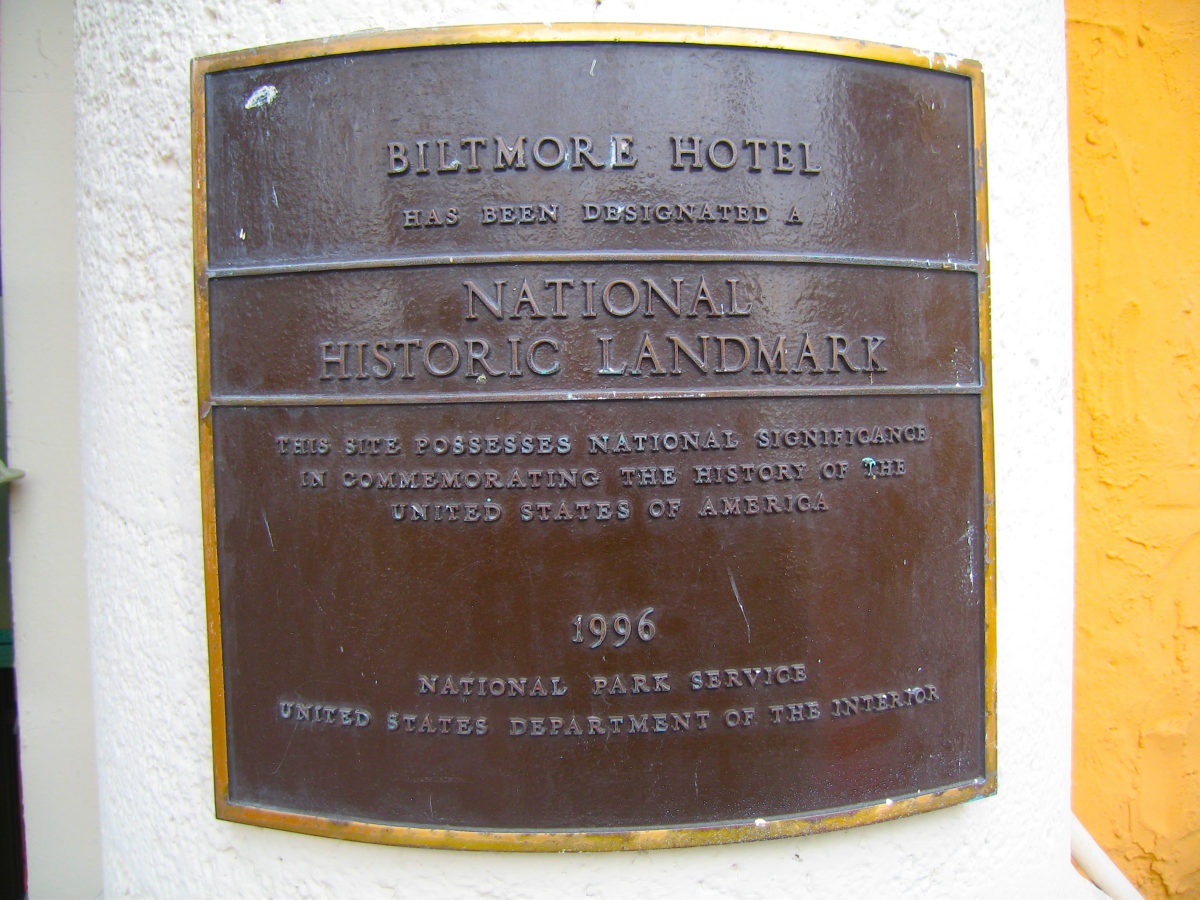 BILTMORE HOTEL
HAS BEEN DESIGNATED A
NATIONAL
HISTORIC LANDMARK
THIS SITE POSSESSES NATIONAL SIGNIFICANCE
IN COMMEMORATING THE HISTORY OF THE
UNITED STATES OF AMERICA
1996
NATIONAL PARK SERVICE
UNITED STATES DEPARTMENT OF THE INTERIOR